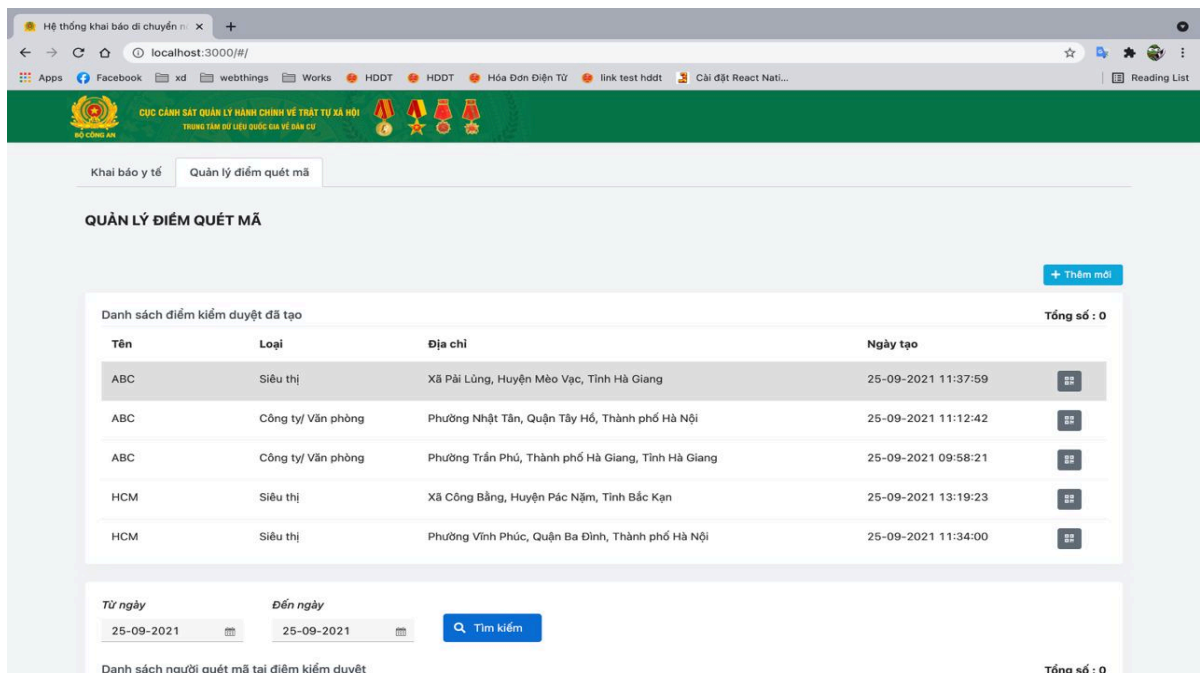 Hệ thống khai báo di chuyển n
localhost:3000/#/
Apps Facebook xd webthings Works HDDT HDDT Hóa Đơn Điện Tử link test hddt Cài đặt React Nati... Reading List
CỤC CẢNH SÁT QUẢN LÝ HÀNH CHÍNH VỀ TRẬT TỰ XÃ HỘI
TRUNG TÂM DỮ LIỆU QUỐC GIA VỀ DÂN CƯ
BỘ CÔNG AN
Khai báo y tế Quản lý điểm quét mã
QUẢN LÝ ĐIỂM QUÉT MÃ
+ Thêm mới
Danh sách điểm kiểm duyệt đã tạo Tổng số : 0
Tên Loại Địa chỉ Ngày tạo
ABC Siêu thị Xã Pải Lủng, Huyện Mèo Vạc, Tỉnh Hà Giang 25-09-2021 11:37:59
ABC Công ty/ Văn phòng Phường Nhật Tân, Quận Tây Hồ, Thành phố Hà Nội 25-09-2021 11:12:42
ABC Công ty/ Văn phòng Phường Trần Phú, Thành phố Hà Giang, Tỉnh Hà Giang 25-09-2021 09:58:21
HCM Siêu thị Xã Công Bằng, Huyện Pác Nặm, Tỉnh Bắc Kạn 25-09-2021 13:19:23
HCM Siêu thị Phường Vĩnh Phúc, Quận Ba Đình, Thành phố Hà Nội 25-09-2021 11:34:00
Từ ngày Đến ngày
25-09-2021 25-09-2021 Tìm kiếm
Danh sách người quét mã tại điểm kiểm duyệt Tổng số : 0